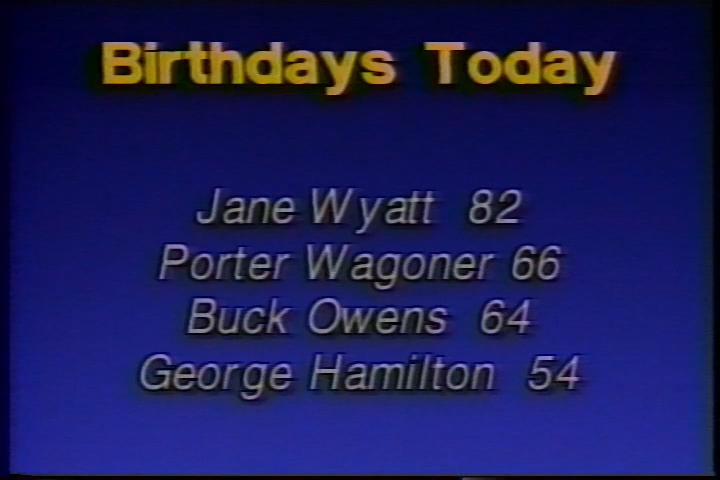 Birthdays Today
Jane Wyatt 82
Porter Wagoner 66
Buck Owens 64
George Hamilton 54